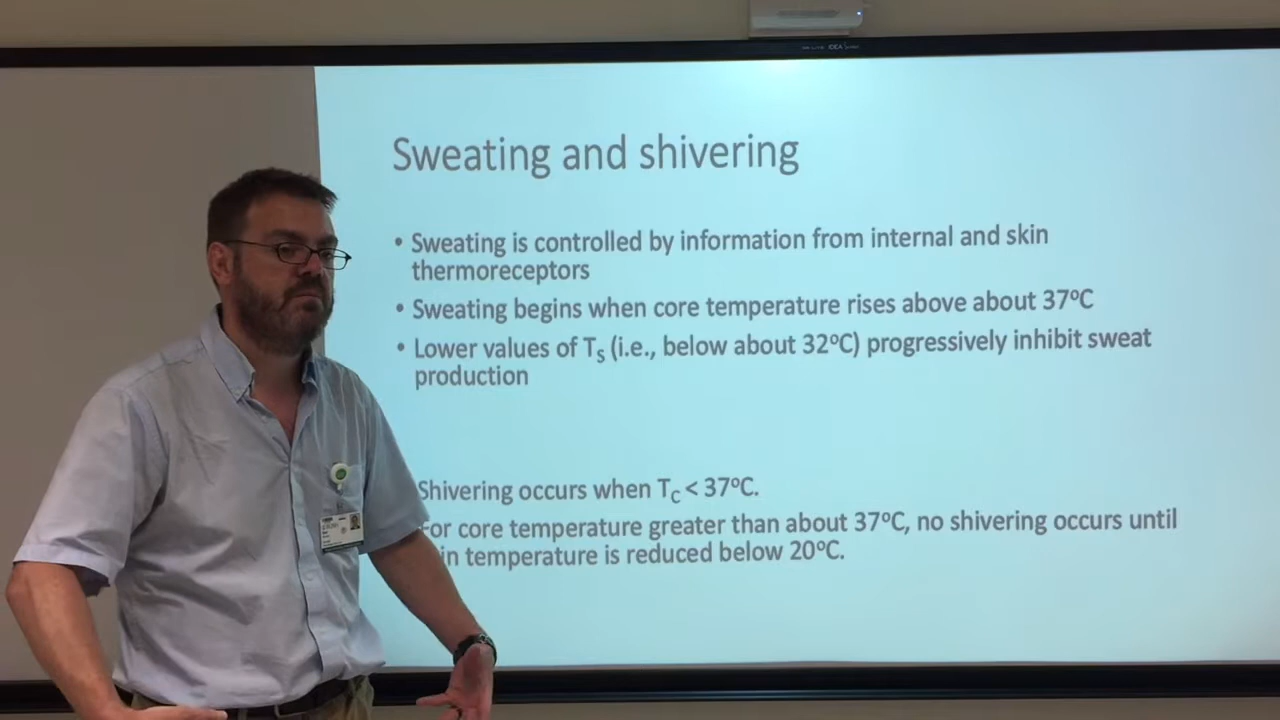 Sweating and shivering
• Sweating is controlled by information from internal and skin
thermoreceptors
• Sweating begins when core temperature rises above about 37ºC
• Lower values of TS (i.e., below about 32ºC) progressively inhibit sweat
production
Shivering occurs when TC < 37ºC.
For core temperature greater than about 37ºC, no shivering occurs until
in temperature is reduced below 20ºC.